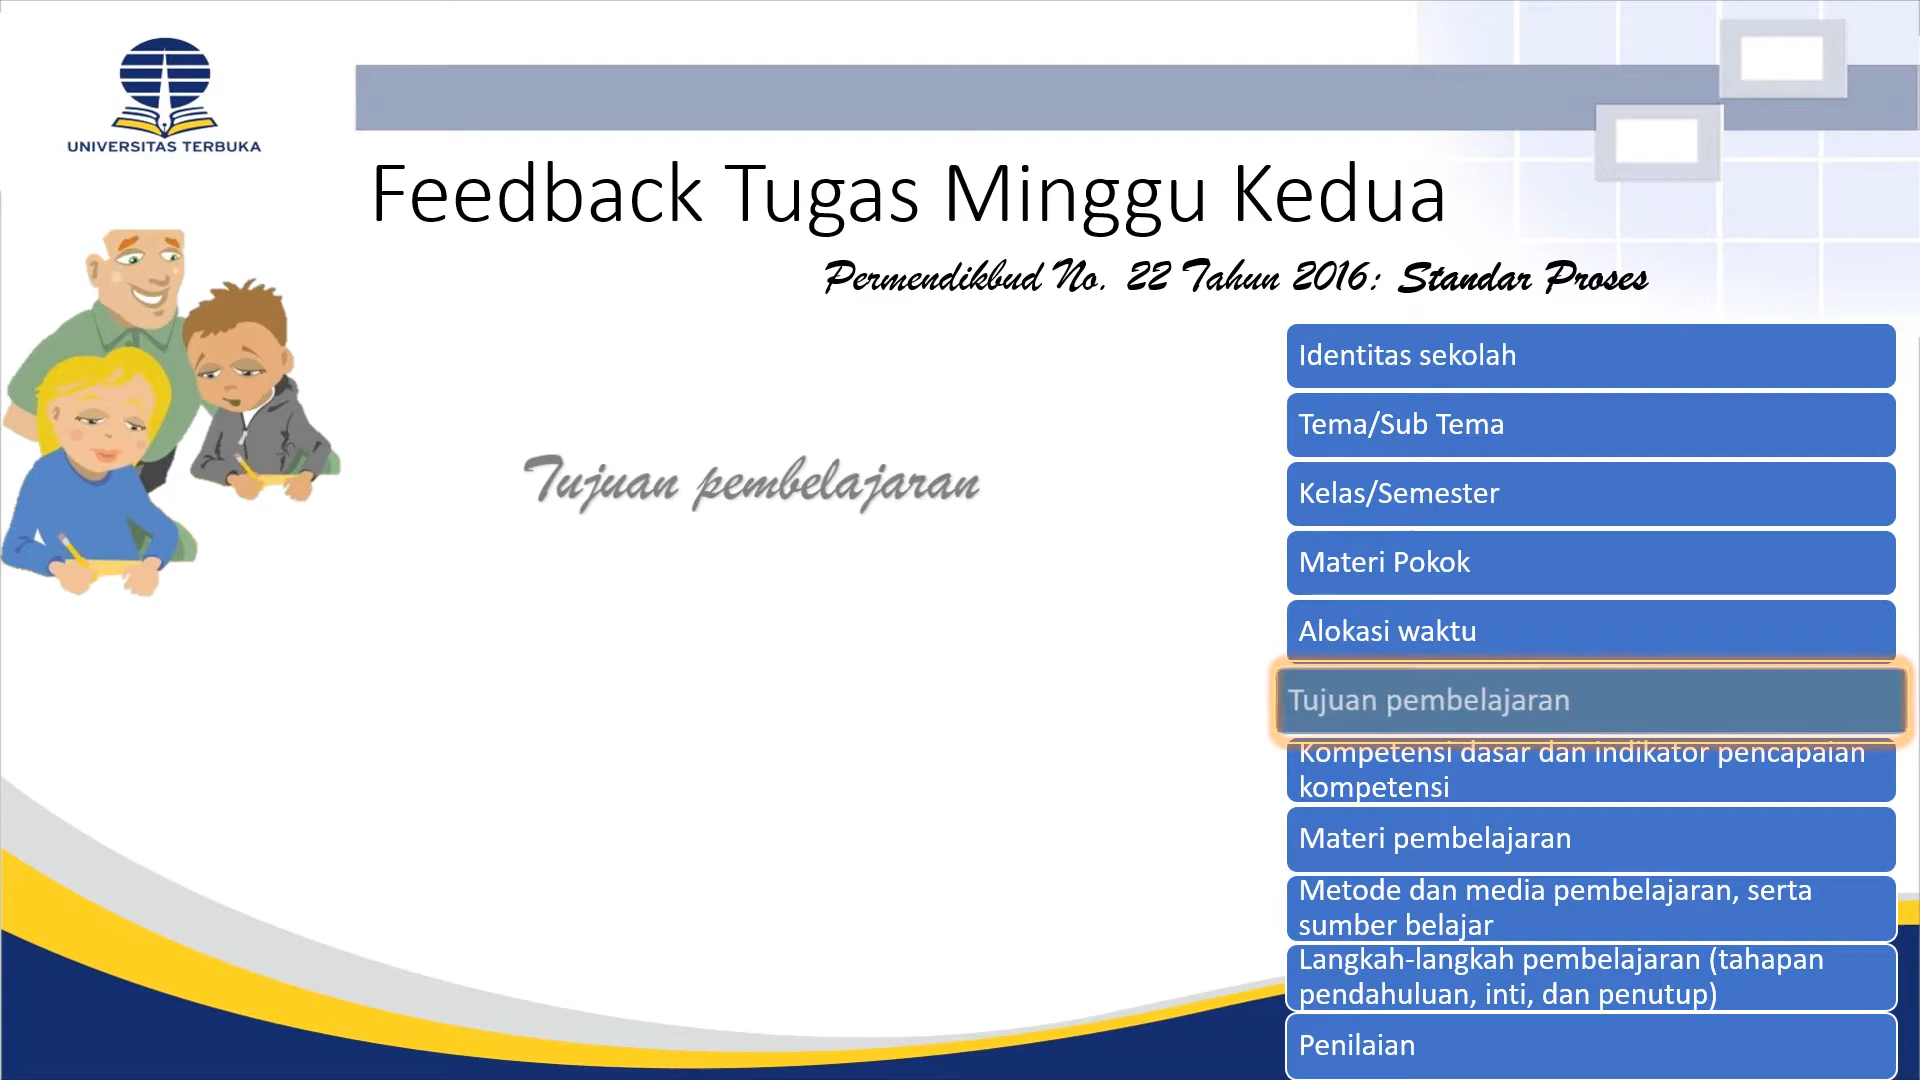 UNIVERSITAS TERBUKA
Feedback Tugas Minggu Kedua
Permendikbud No. 22 Tahun 2016: Standar Proses
Tujuan pembelajaran
Identitas sekolah
Tema/Sub Tema
Kelas/Semester
Materi Pokok
Alokasi waktu
Tujuan pembelajaran
Kompetensi dasar dan indikator pencapaian
kompetensi
Materi pembelajaran
Metode dan media pembelajaran, serta
sumber belajar
Langkah-langkah pembelajaran (tahapan
pendahuluan, inti, dan penutup)
Penilaian